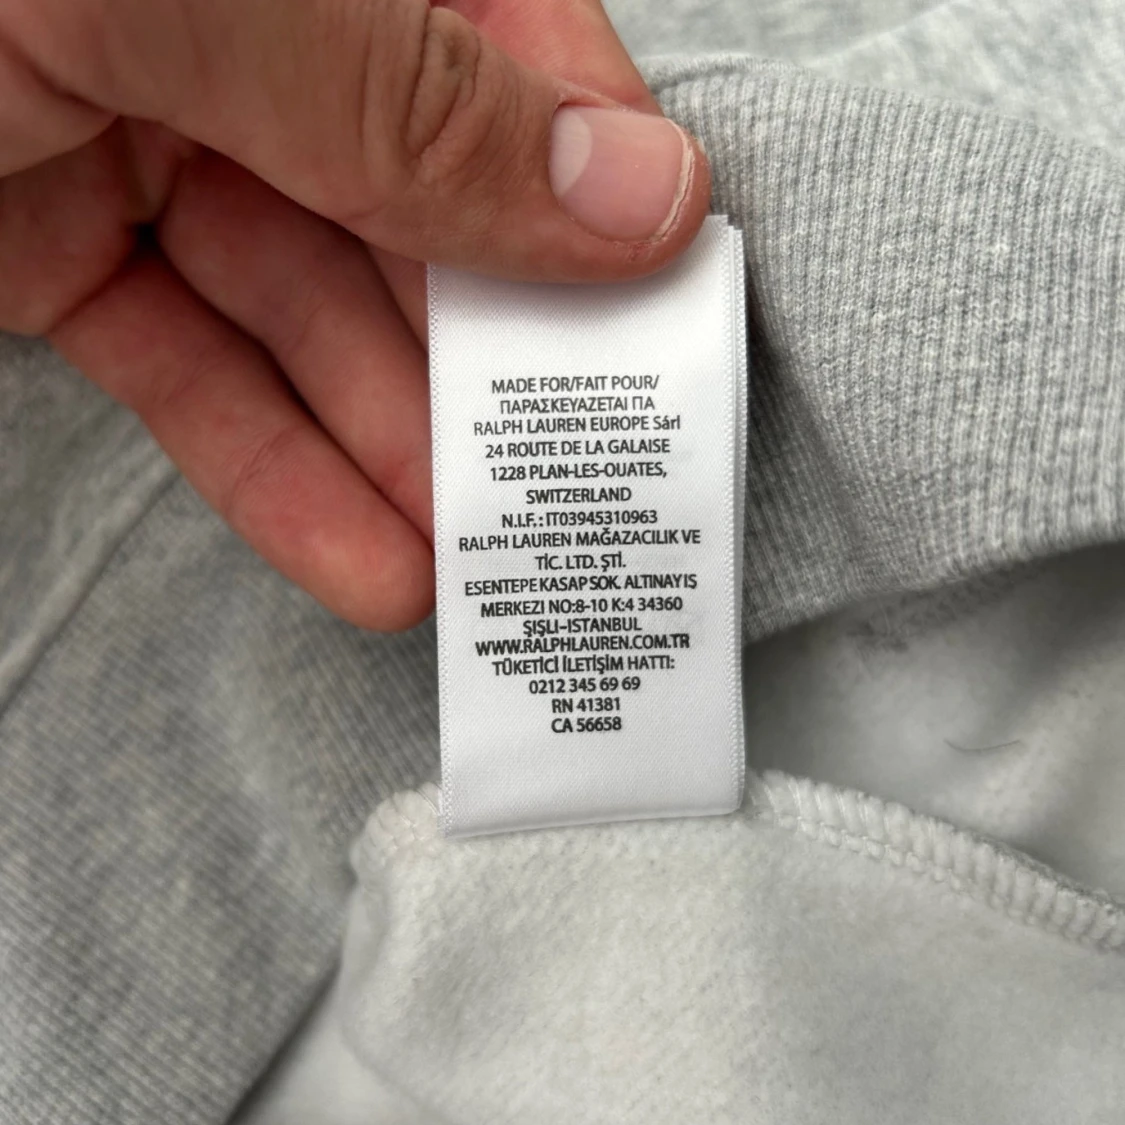 MADE FOR/FAIT POUR/
ΠΑΡΑΣΚΕΥΑΖΕΤΑΙ ΓΙΑ
RALPH LAUREN EUROPE Sárl
24 ROUTE DE LA GALAISE
1228 PLAN-LES-OUATES,
SWITZERLAND
N.I.F.: IT03945310963
RALPH LAUREN MAĞAZACILIK VE
TİC. LTD. ŞTİ.
ESENTEPE KASAP SOK. ALTINAY IŞ
MERKEZI NO:8-10 K:4 34360
ŞIŞLI-ISTANBUL
WWW.RALPHLAUREN.COM.TR
TÜKETİCİ İLETİŞİM HATTI:
0212 345 69 69
RN 41381
CA 56658